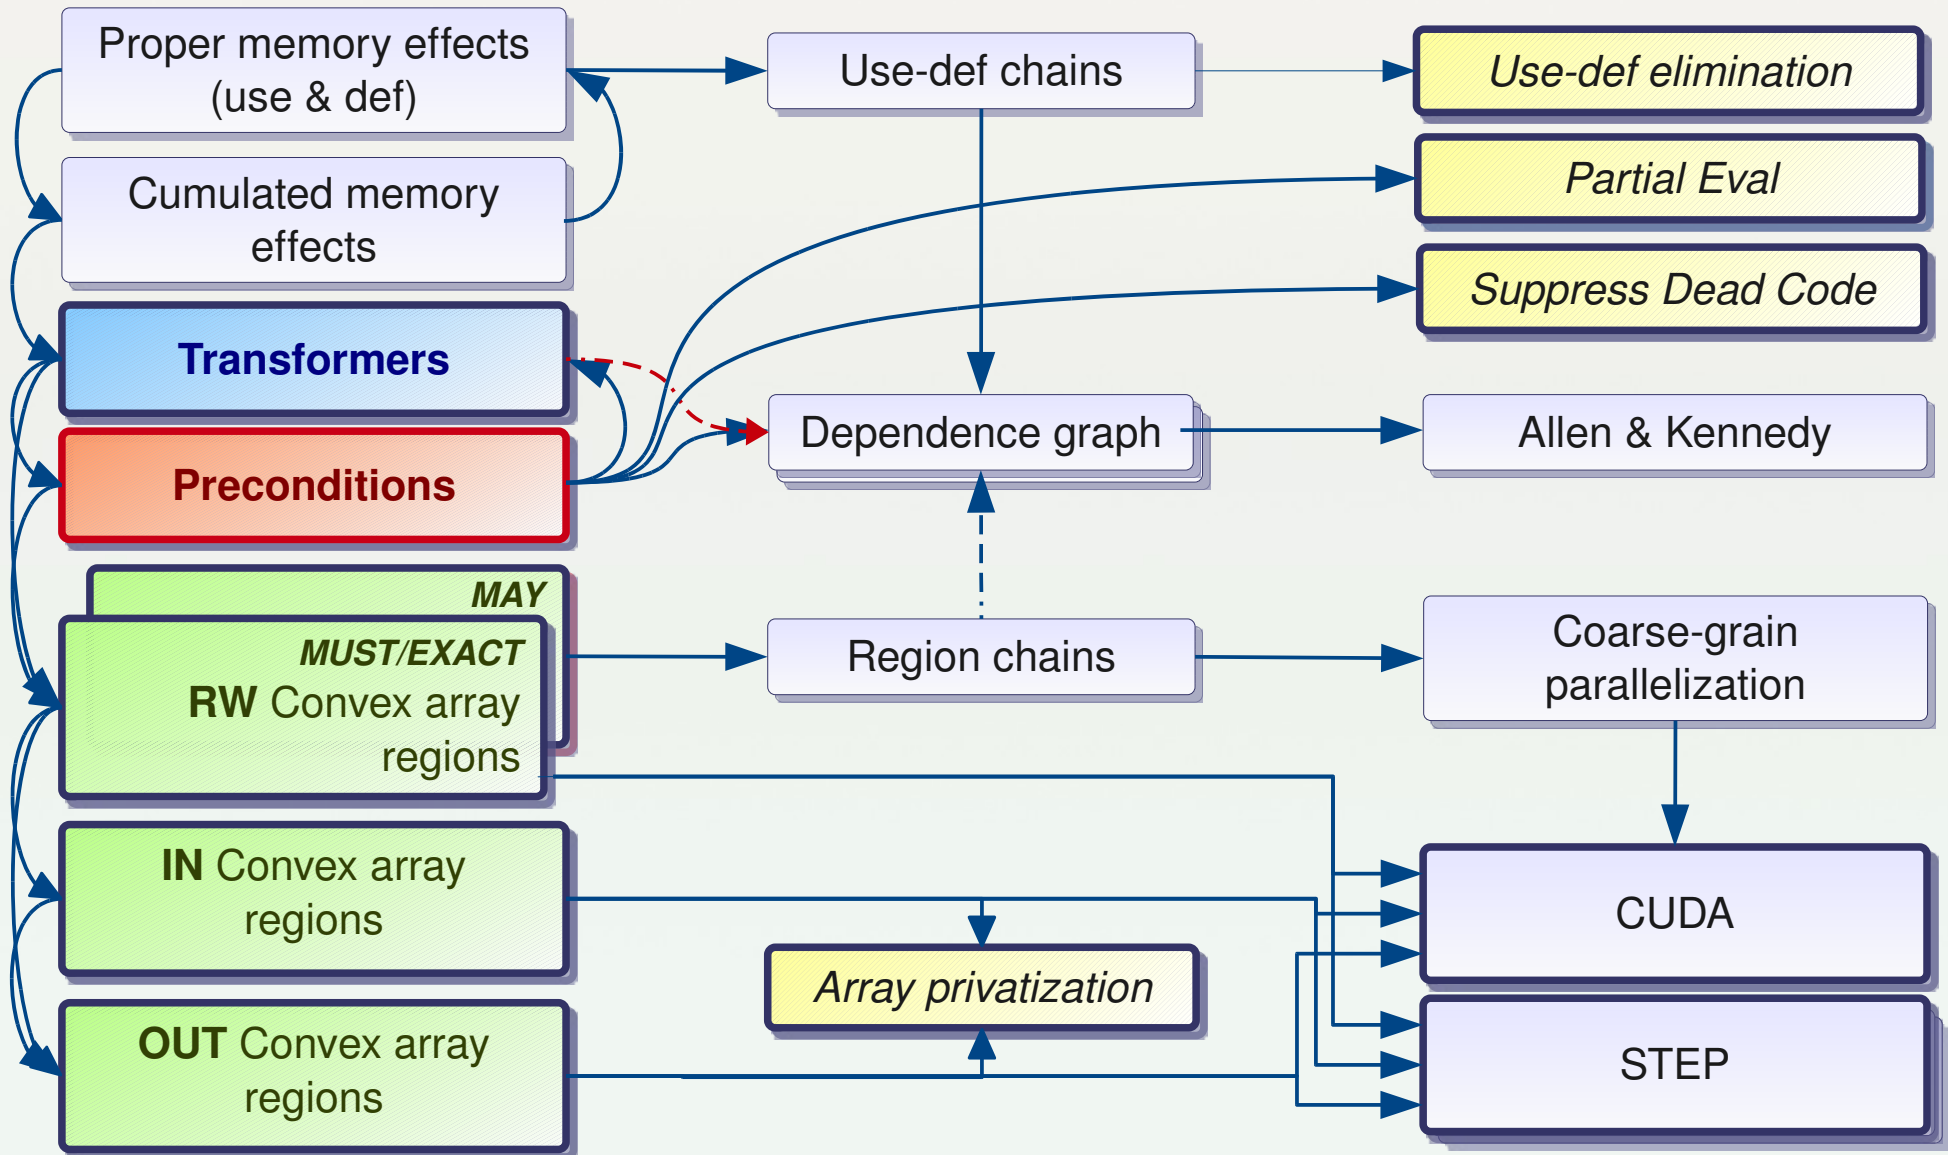 Proper memory effects
(use & def)
Use-def chains
Use-def elimination
Cumulated memory
effects
Partial Eval
Suppress Dead Code
Transformers
Preconditions
Dependence graph
Allen & Kennedy
MAY
MUST/EXACT
RW Convex array
regions
Region chains
Coarse-grain
parallelization
IN Convex array
regions
Array privatization
CUDA
OUT Convex array
regions
STEP